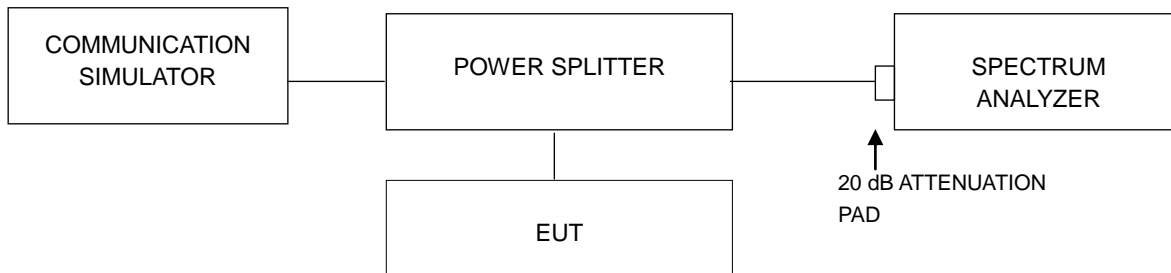 COMMUNICATION
SIMULATOR
POWER SPLITTER
SPECTRUM
ANALYZER
20 dB ATTENUATION
PAD
EUT